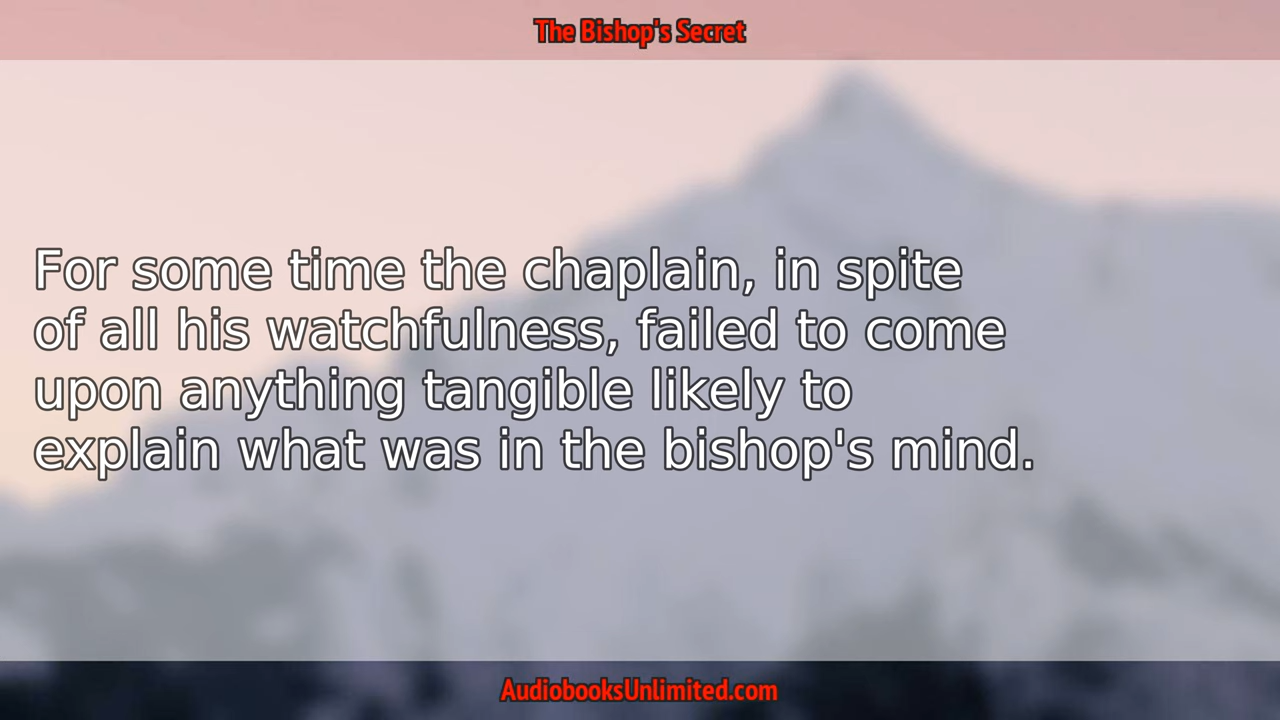 The Bishop's Secret
For some time the chaplain, in spite
of all his watchfulness, failed to come
upon anything tangible likely to
explain what was in the bishop's mind.
AudiobooksUnlimited.com